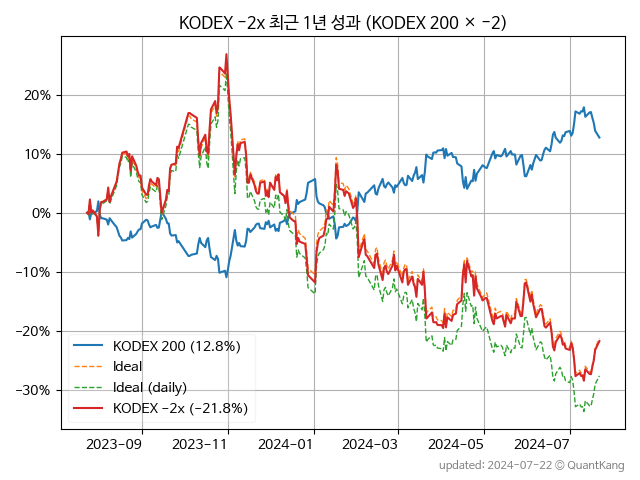 KODEX −2x 최근 1년 성과 (KODEX 200 × −2)
20%
10%
0%
−10%
−20%
−30%
KODEX 200 (12.8%)
Ideal
Ideal (daily)
KODEX −2x (−21.8%)
2023-09 2023-11 2024-01 2024-03 2024-05 2024-07
updated: 2024-07-22 © QuantKang